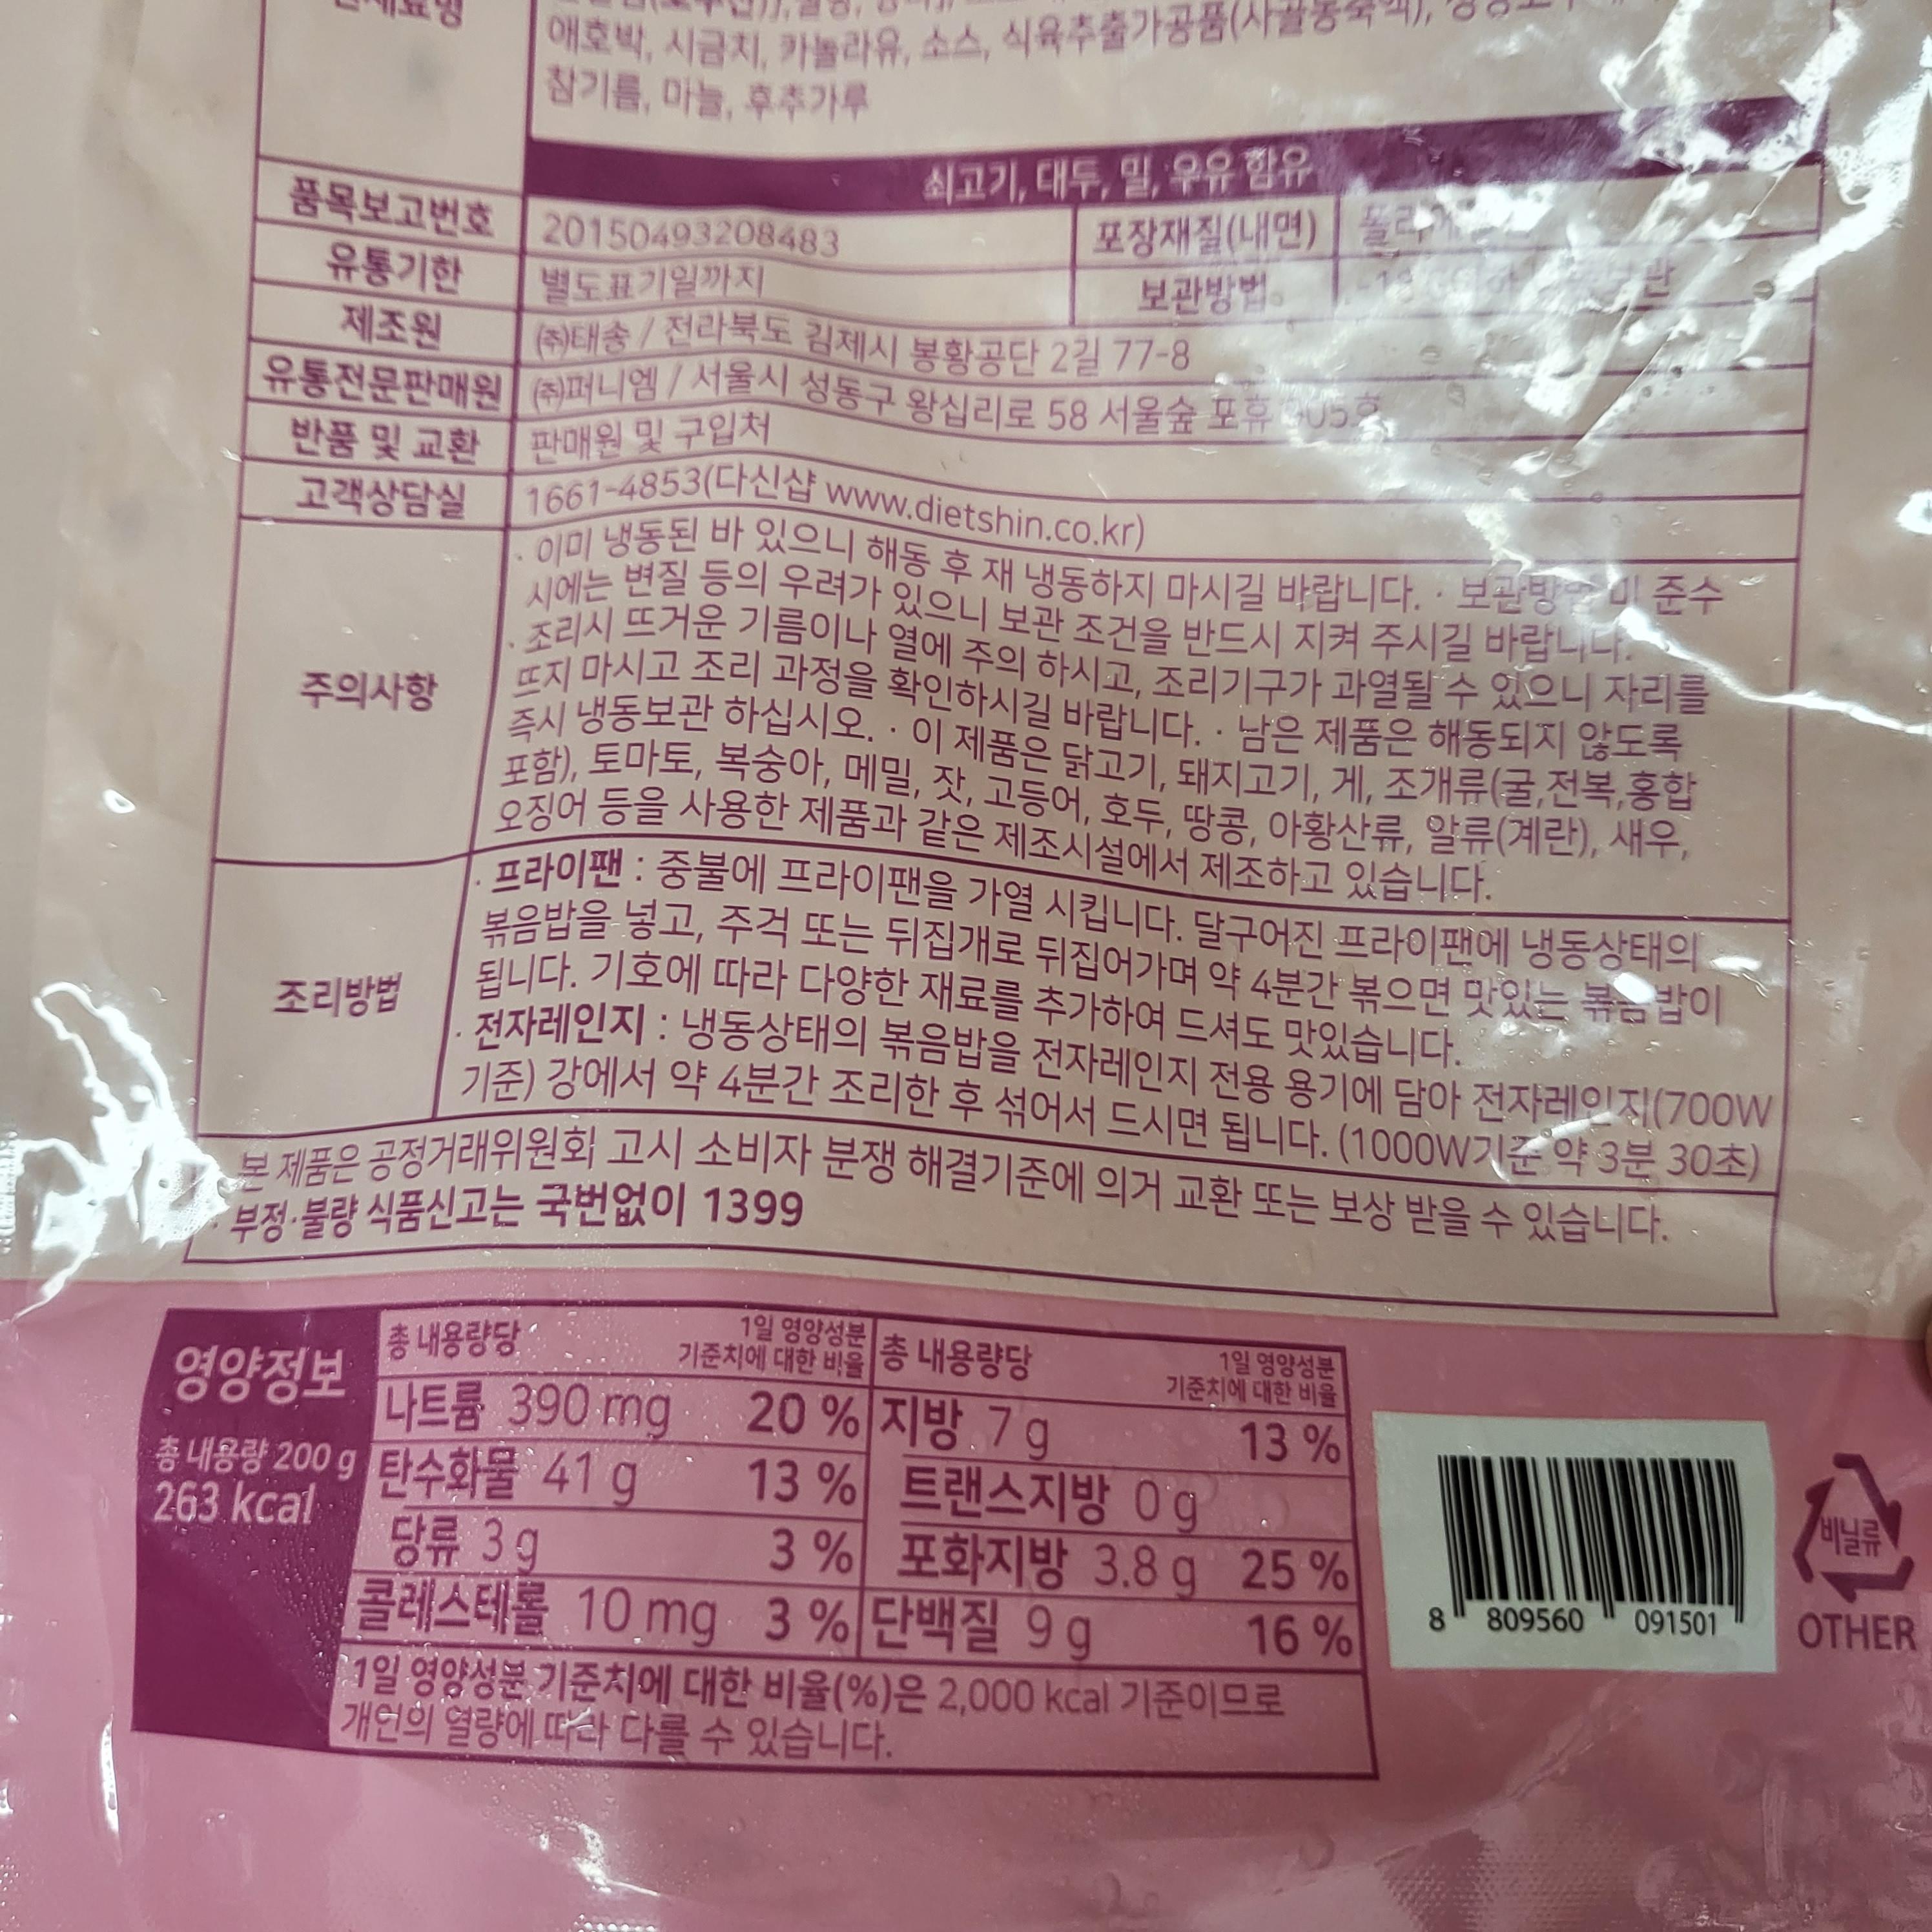 애호박, 시금치, 카놀라유, 소스, 식육추출가공품(사골농축액),
참기름, 마늘, 후추가루
쇠고기, 대두, 밀, 우유 함유
품목보고번호 20150493208483 포장재질(내면)
유통기한 별도표기일까지 보관방법
제조원 (주)태송 / 전라북도 김제시 봉황공단 2길 77-8
유통전문판매원 (주)퍼니엠 / 서울시 성동구 왕십리로 58 서울숲 포휴
반품 및 교환 판매원 및 구입처
고객상담실 1661-4853(다신샵 www.dietshin.co.kr)
주의사항
· 이미 냉동된 바 있으니 해동 후 재 냉동하지 마시길 바랍니다. · 보관방법 미 준수
시에는 변질 등의 우려가 있으니 보관 조건을 반드시 지켜 주시길 바랍니다.
· 조리시 뜨거운 기름이나 열에 주의 하시고, 조리기구가 과열될 수 있으니 자리를
뜨지 마시고 조리 과정을 확인하시길 바랍니다. · 남은 제품은 해동되지 않도록
즉시 냉동보관 하십시오. · 이 제품은 닭고기, 돼지고기, 게, 조개류(굴,전복,홍합
포함), 토마토, 복숭아, 메밀, 잣, 고등어, 호두, 땅콩, 아황산류, 알류(계란), 새우,
오징어 등을 사용한 제품과 같은 제조시설에서 제조하고 있습니다.
조리방법
· 프라이팬 : 중불에 프라이팬을 가열 시킵니다. 달구어진 프라이팬에 냉동상태의
볶음밥을 넣고, 주걱 또는 뒤집개로 뒤집어가며 약 4분간 볶으면 맛있는 볶음밥이
됩니다. 기호에 따라 다양한 재료를 추가하여 드셔도 맛있습니다.
· 전자레인지 : 냉동상태의 볶음밥을 전자레인지 전용 용기에 담아 전자레인지(700W
기준) 강에서 약 4분간 조리한 후 섞어서 드시면 됩니다. (1000W기준 약 3분 30초)
· 본 제품은 공정거래위원회 고시 소비자 분쟁 해결기준에 의거 교환 또는 보상 받을 수 있습니다.
· 부정·불량 식품신고는 국번없이 1399
영양정보
총 내용량 200 g
263 kcal
총 내용량당 1일 영양성분 기준치에 대한 비율
나트륨 390 mg 20 %
탄수화물 41 g 13 %
당류 3 g 3 %
콜레스테롤 10 mg 3 %
총 내용량당 1일 영양성분 기준치에 대한 비율
지방 7 g 13 %
트랜스지방 0 g
포화지방 3.8 g 25 %
단백질 9 g 16 %
1일 영양성분 기준치에 대한 비율(%)은 2,000 kcal 기준이므로
개인의 열량에 따라 다를 수 있습니다.
8 809560 091501
비닐류
OTHER